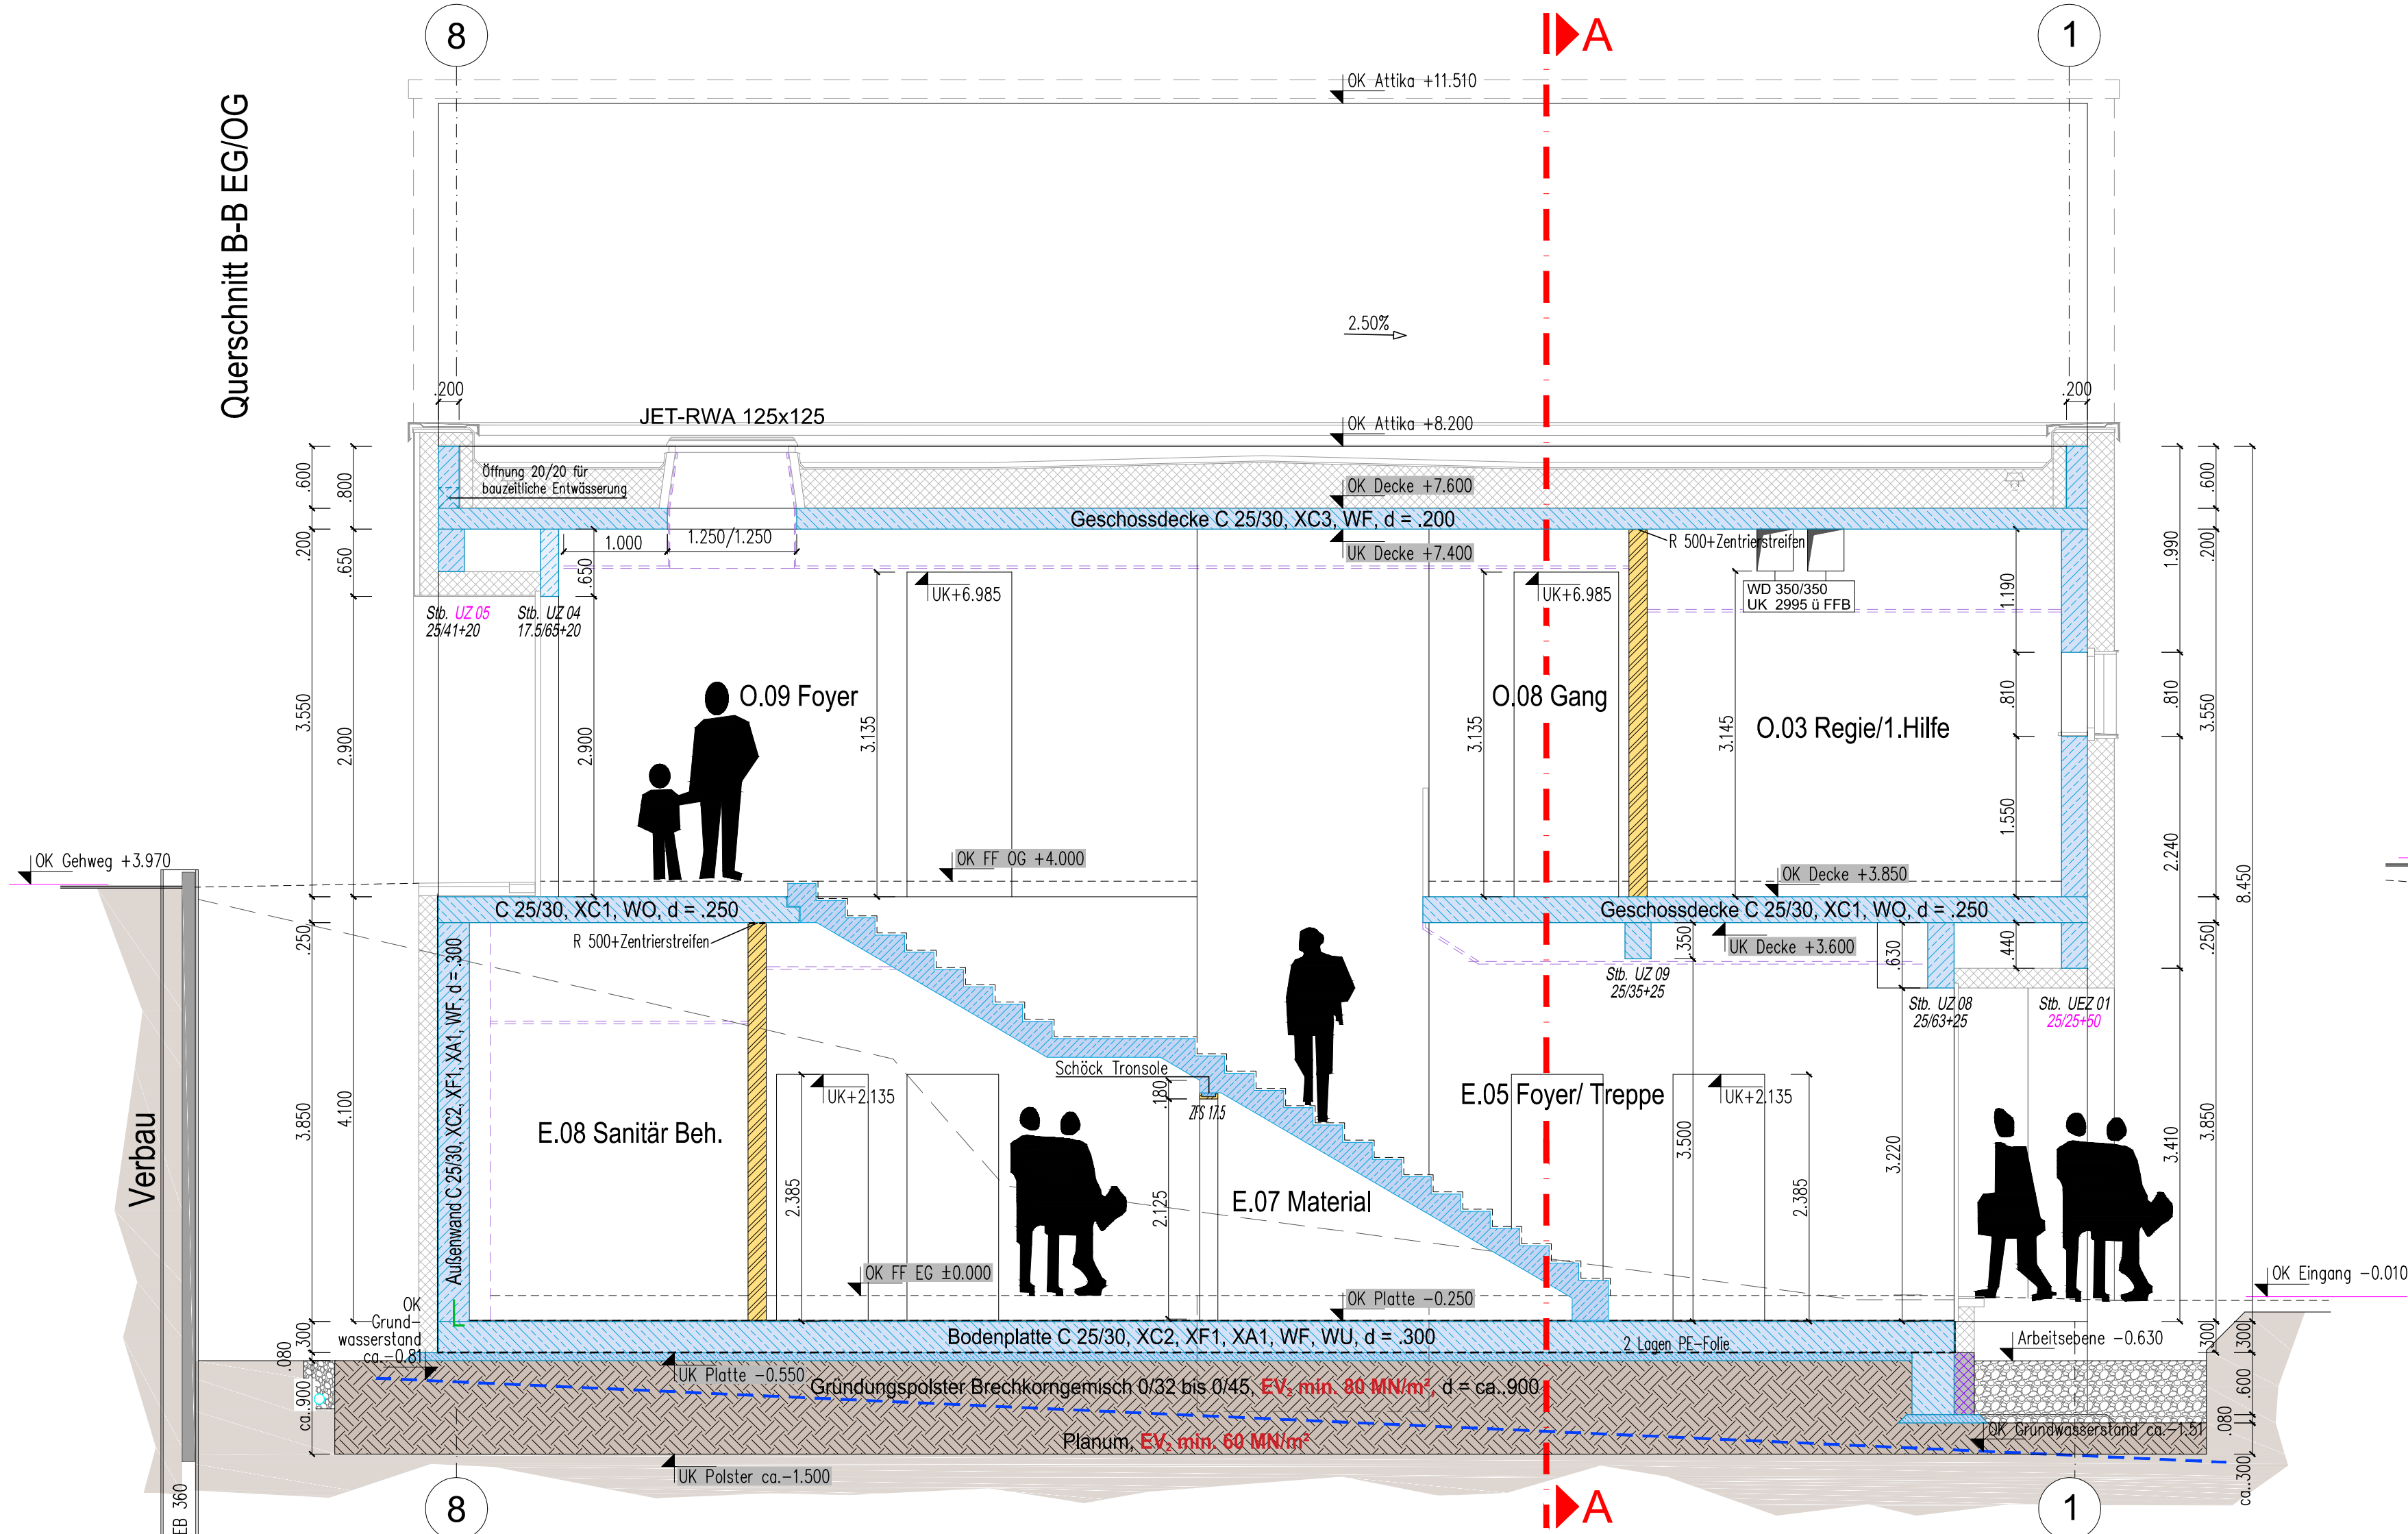 Querschnitt B-B EG/OG
8
A
1
OK Attika +11.510
2.50%
.200
.200
JET-RWA 125x125
OK Attika +8.200
Öffnung 20/20 für
bauzeitliche Entwässerung
OK Decke +7.600
Geschossdecke C 25/30, XC3, WF, d = .200
UK Decke +7.400
1.000
1.250/1.250
R 500+Zentrierstreifen
WD 350/350
UK 2995 ü FFB
.600
.800
.200
.650
.650
3.550
2.900
2.900
Stb. UZ 05
25/41+20
Stb. UZ 04
17.5/65+20
UK+6.985
UK+6.985
3.135
3.135
3.145
O.09 Foyer
O.08 Gang
O.03 Regie/1.Hilfe
1.190
.810
1.550
1.990
.810
2.240
.600
.200
3.550
8.450
OK Gehweg +3.970
OK FF OG +4.000
OK Decke +3.850
C 25/30, XC1, WO, d = .250
Geschossdecke C 25/30, XC1, WO, d = .250
R 500+Zentrierstreifen
UK Decke +3.600
.350
.630
.440
.250
.250
Stb. UZ 09
25/35+25
Stb. UZ 08
25/63+25
Stb. UEZ 01
25/25+60
Außenwand C 25/30, XC2, XF1, XA1, WF, d = .300
3.850
4.100
Verbau
Schöck Tronsole
.180
ZFS 17.5
UK+2.135
UK+2.135
E.08 Sanitär Beh.
E.07 Material
E.05 Foyer/ Treppe
2.385
2.125
3.500
2.385
3.220
3.410
3.850
OK FF EG ±0.000
OK Platte -0.250
OK Eingang -0.010
OK
Grund-
wasserstand
ca.-0.81
Bodenplatte C 25/30, XC2, XF1, XA1, WF, WU, d = .300
2 Lagen PE-Folie
Arbeitsebene -0.630
.300
.080
ca..900
.300
.300
.600
.080
ca..300
UK Platte -0.550
Gründungspolster Brechkorngemisch 0/32 bis 0/45, EV₂ min. 80 MN/m², d = ca..900
Planum, EV₂ min. 60 MN/m²
OK Grundwasserstand ca.-1.51
UK Polster ca.-1.500
EB 360
8
A
1